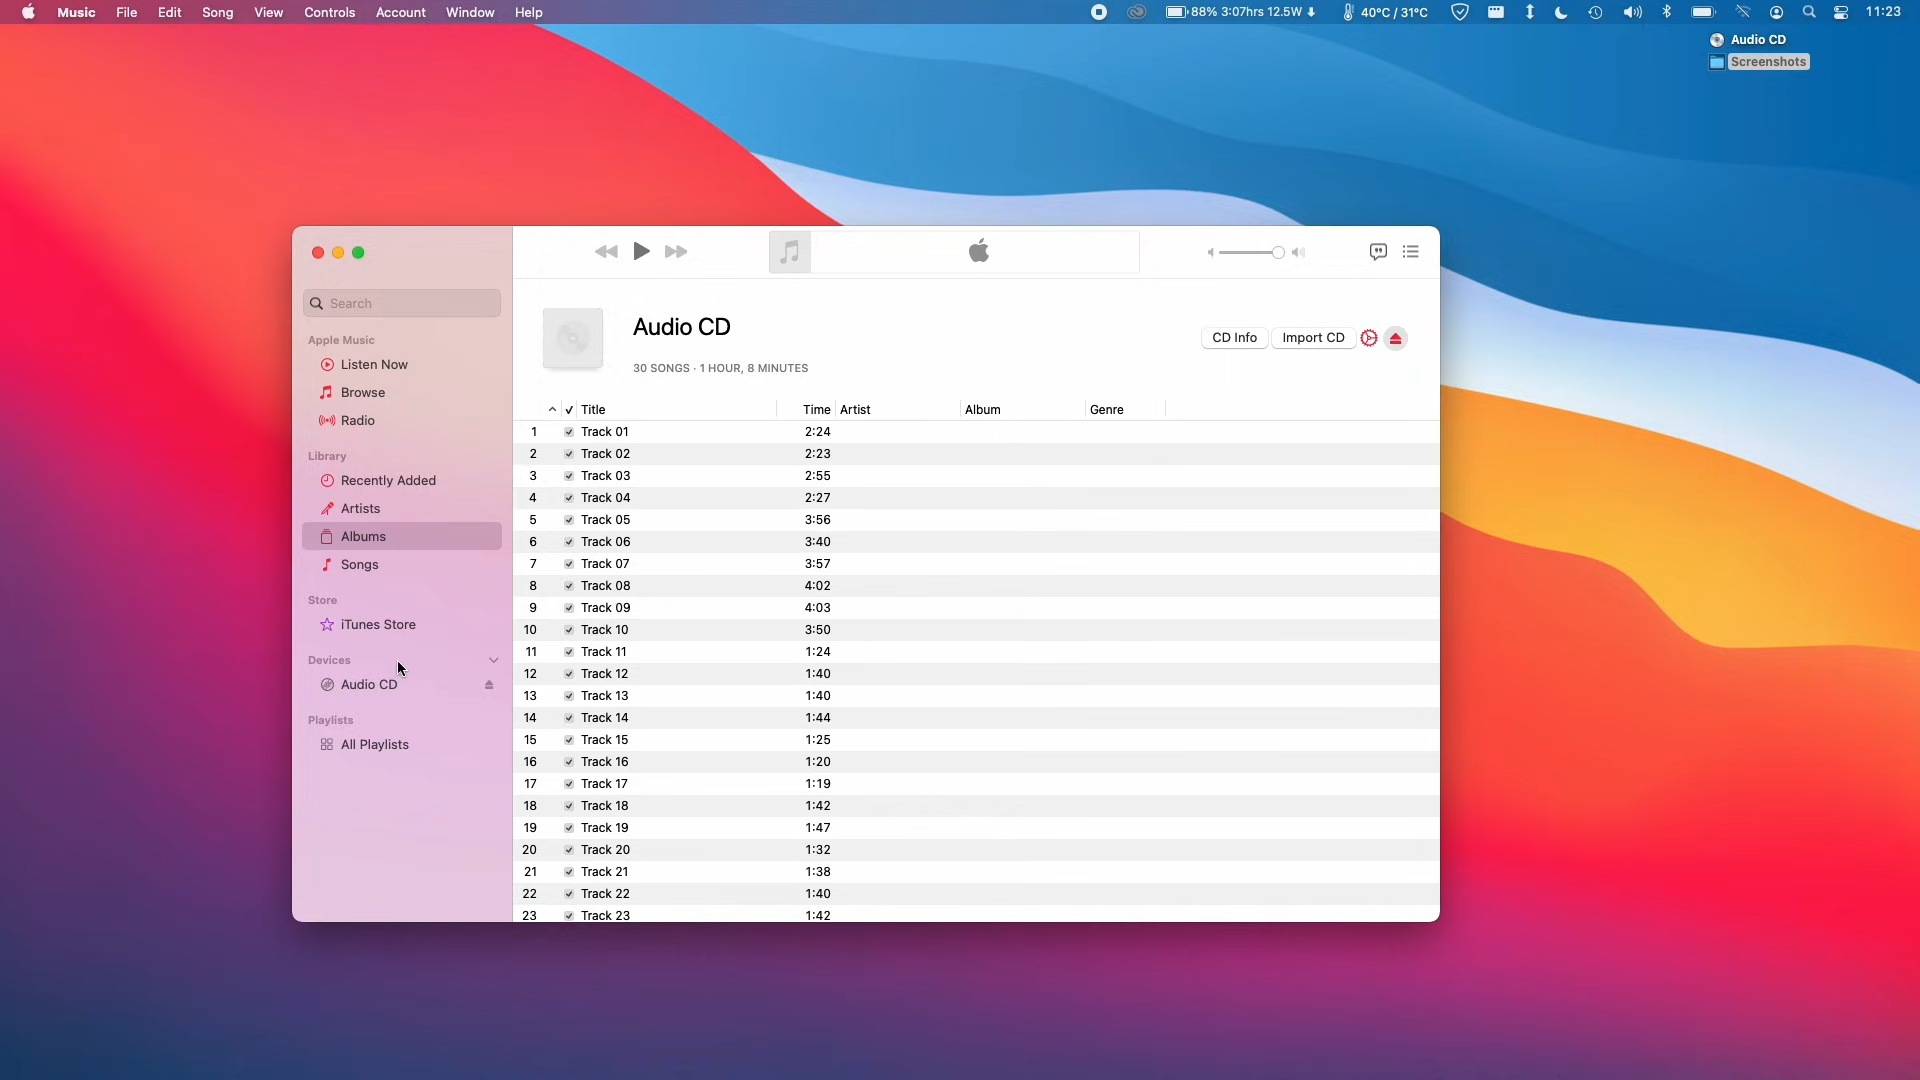 Music File Edit Song View Controls Account Window Help 88% 3:07hrs 12.5W 40°C / 31°C 11:23
Audio CD
Screenshots
Search
Apple Music
Listen Now
Browse
Radio
Library
Recently Added
Artists
Albums
Songs
Store
iTunes Store
Devices
Audio CD
Playlists
All Playlists
Audio CD
30 SONGS · 1 HOUR, 8 MINUTES
CD Info Import CD
Title Time Artist Album Genre
1 Track 01 2:24
2 Track 02 2:23
3 Track 03 2:55
4 Track 04 2:27
5 Track 05 3:56
6 Track 06 3:40
7 Track 07 3:57
8 Track 08 4:02
9 Track 09 4:03
10 Track 10 3:50
11 Track 11 1:24
12 Track 12 1:40
13 Track 13 1:40
14 Track 14 1:44
15 Track 15 1:25
16 Track 16 1:20
17 Track 17 1:19
18 Track 18 1:42
19 Track 19 1:47
20 Track 20 1:32
21 Track 21 1:38
22 Track 22 1:40
23 Track 23 1:42